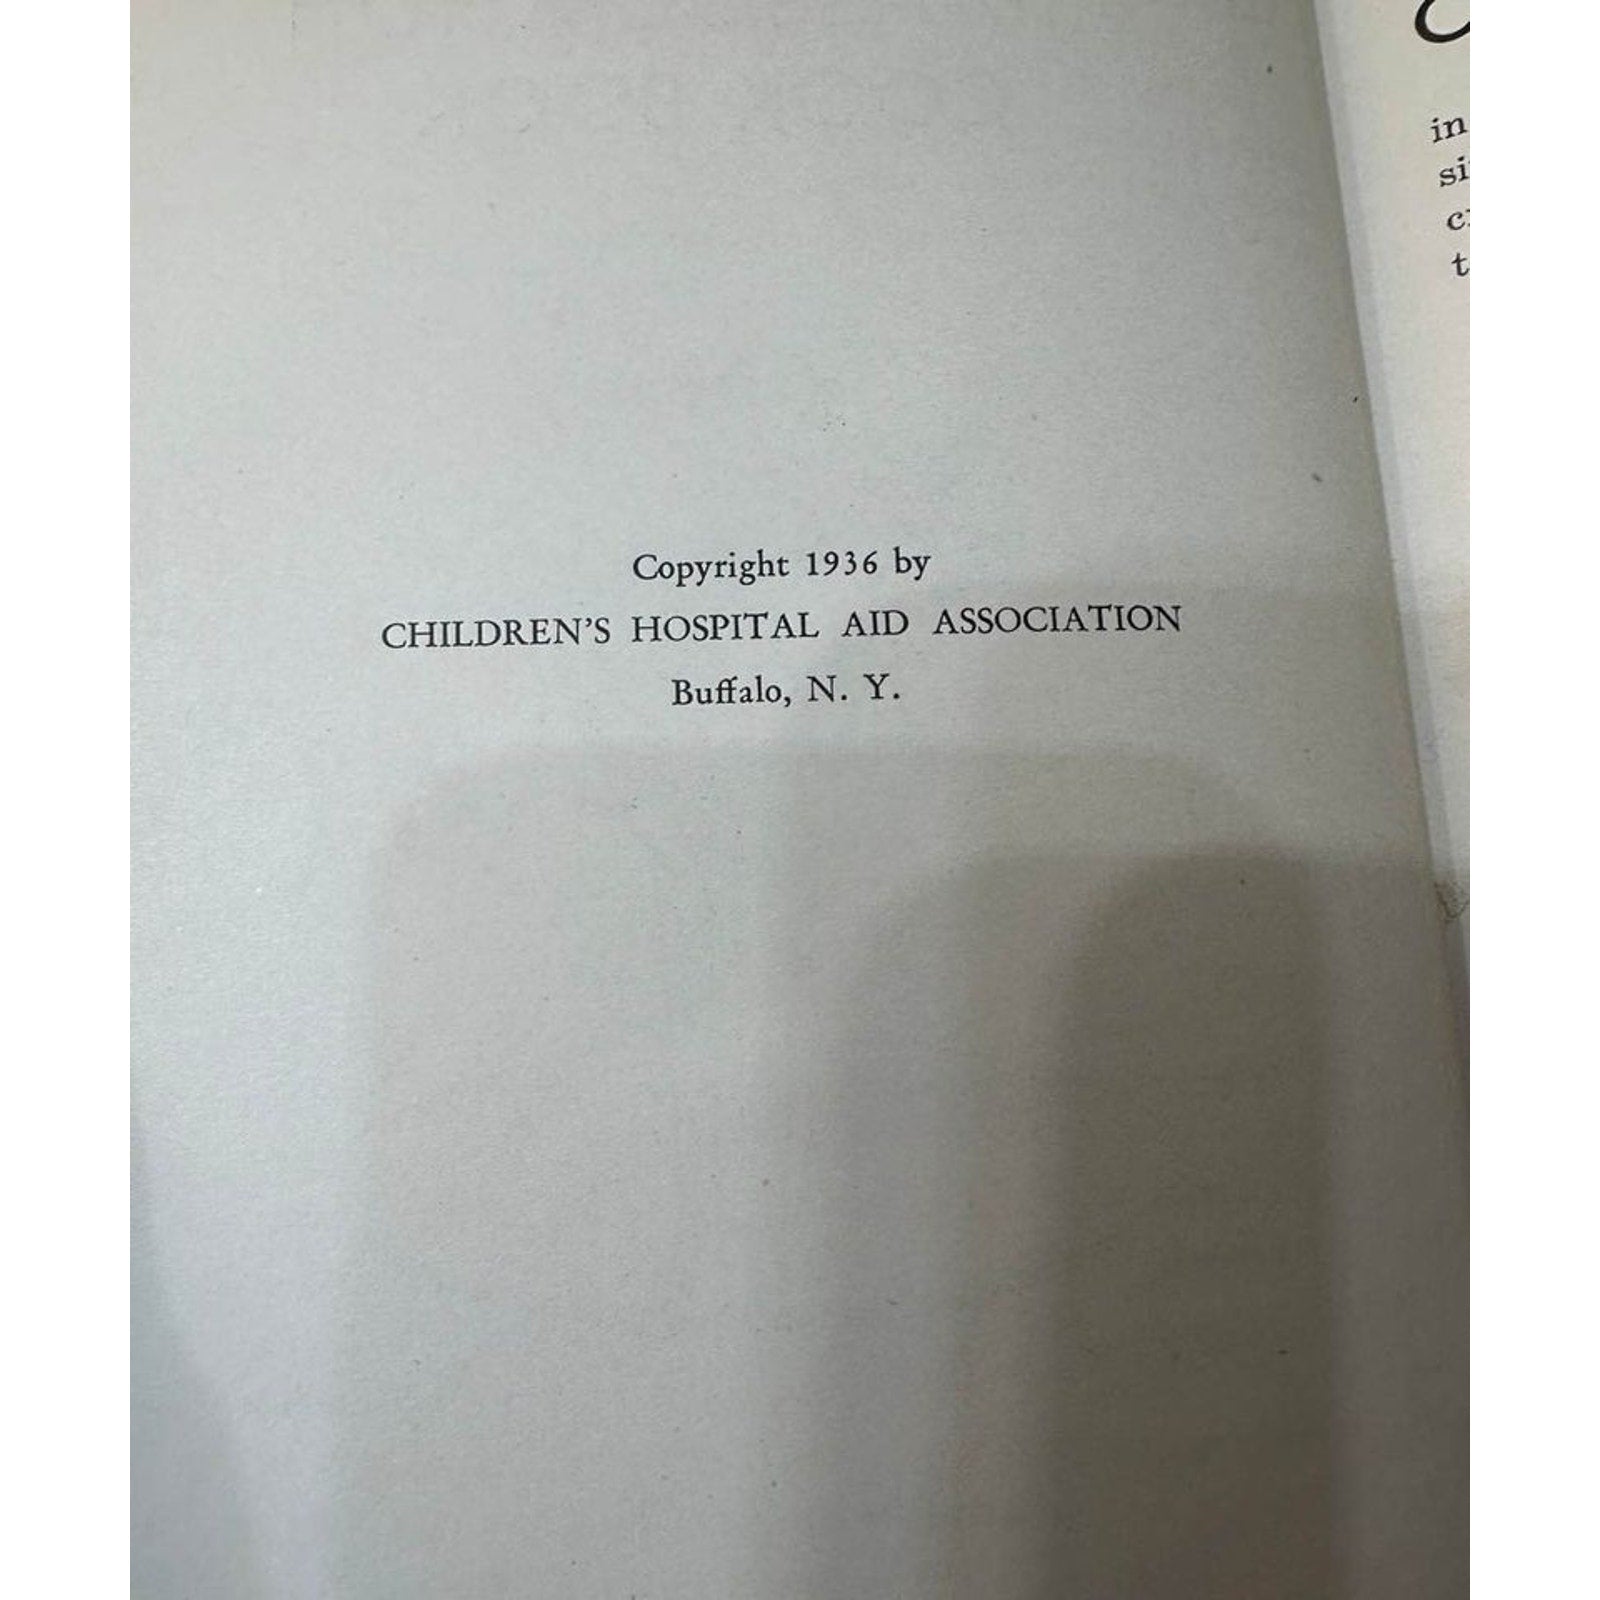 Copyright 1936 by
CHILDREN'S HOSPITAL AID ASSOCIATION
Buffalo, N. Y.
in